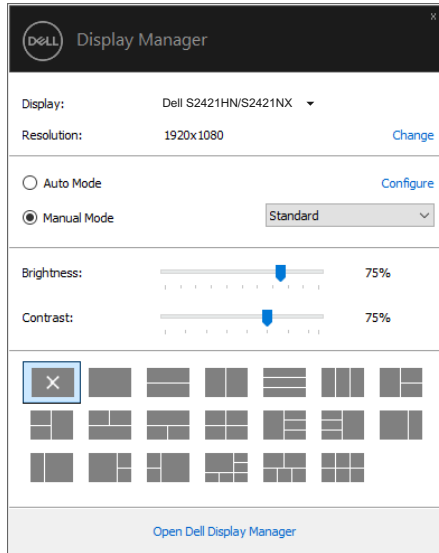 x
DELL Display Manager
Display: Dell S2421HN/S2421NX
Resolution: 1920x1080 Change
Auto Mode Configure
Manual Mode Standard
Brightness: 75%
Contrast: 75%
Open Dell Display Manager